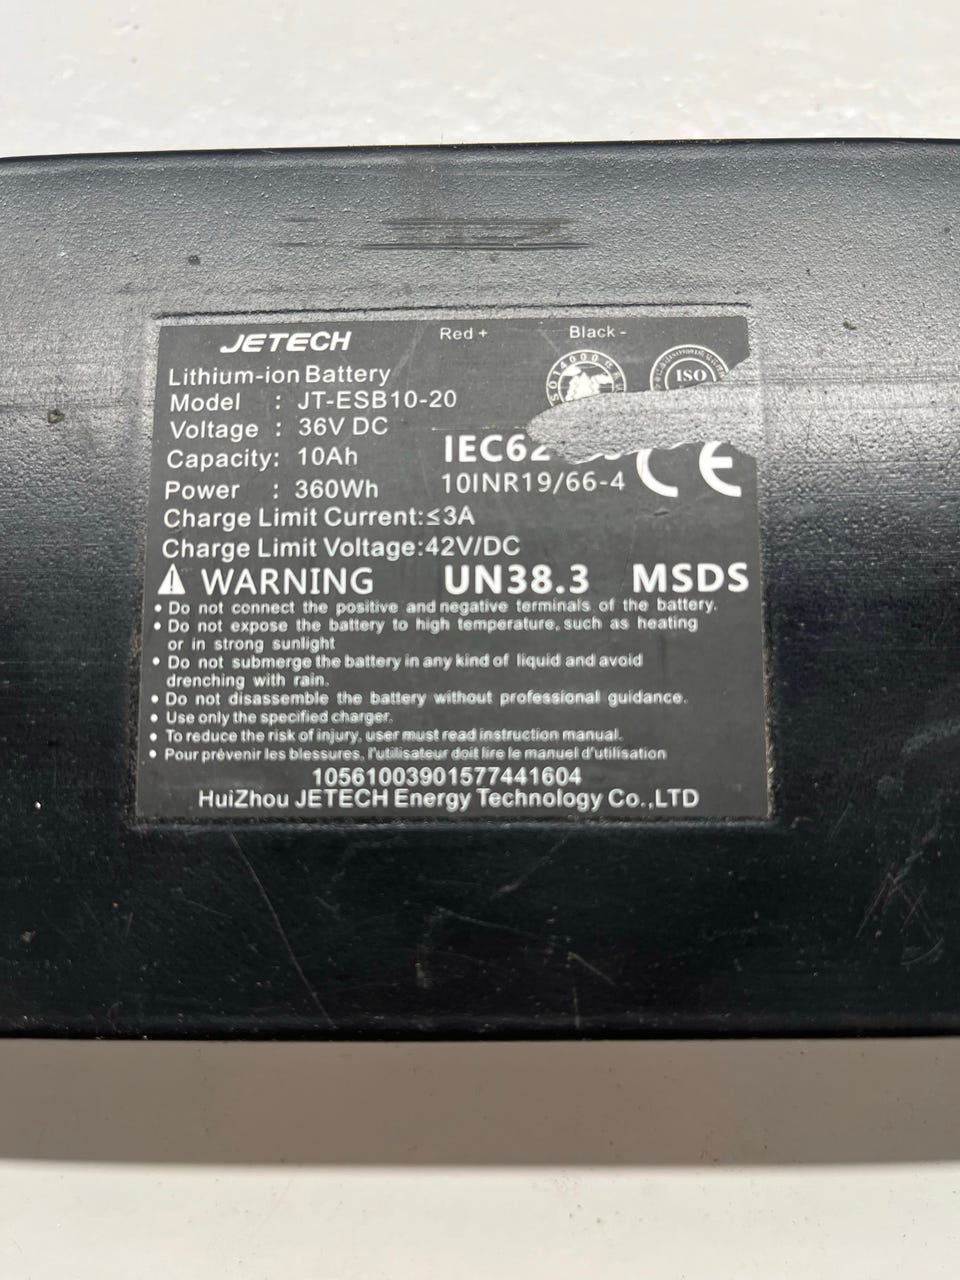 JETECH Red + Black -
Lithium-ion Battery
ISO14000
ISO
Model : JT-ESB10-20
Voltage : 36V DC
Capacity: 10Ah
IEC62
CE
Power : 360Wh
10INR19/66-4
Charge Limit Current:≤3A
Charge Limit Voltage:42V/DC
WARNING UN38.3 MSDS
• Do not connect the positive and negative terminals of the battery.
• Do not expose the battery to high temperature, such as heating
or in strong sunlight
• Do not submerge the battery in any kind of liquid and avoid
drenching with rain.
• Do not disassemble the battery without professional guidance.
• Use only the specified charger.
• To reduce the risk of injury, user must read instruction manual.
• Pour prévenir les blessures, l'utilisateur doit lire le manuel d'utilisation
10561003901577441604
HuiZhou JETECH Energy Technology Co.,LTD